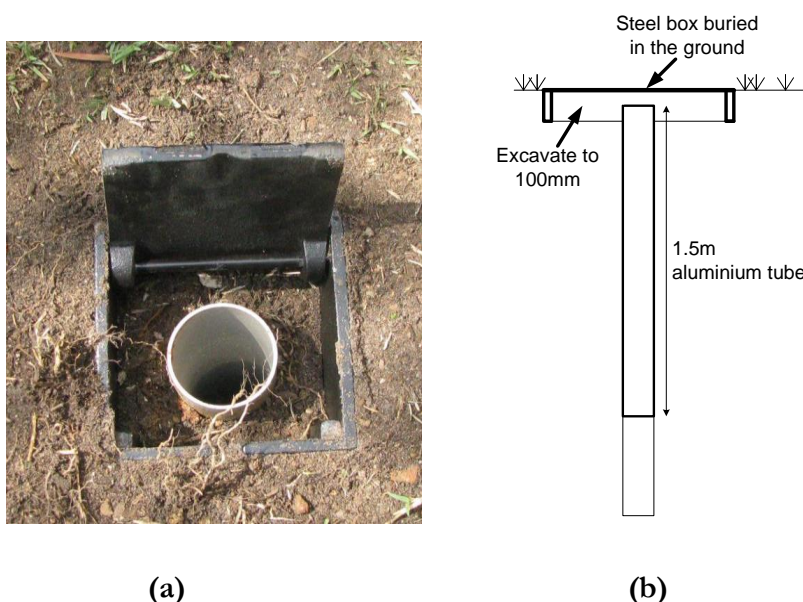 Steel box buried
in the ground
Excavate to
100mm
1.5m
aluminium tube
(a)
(b)